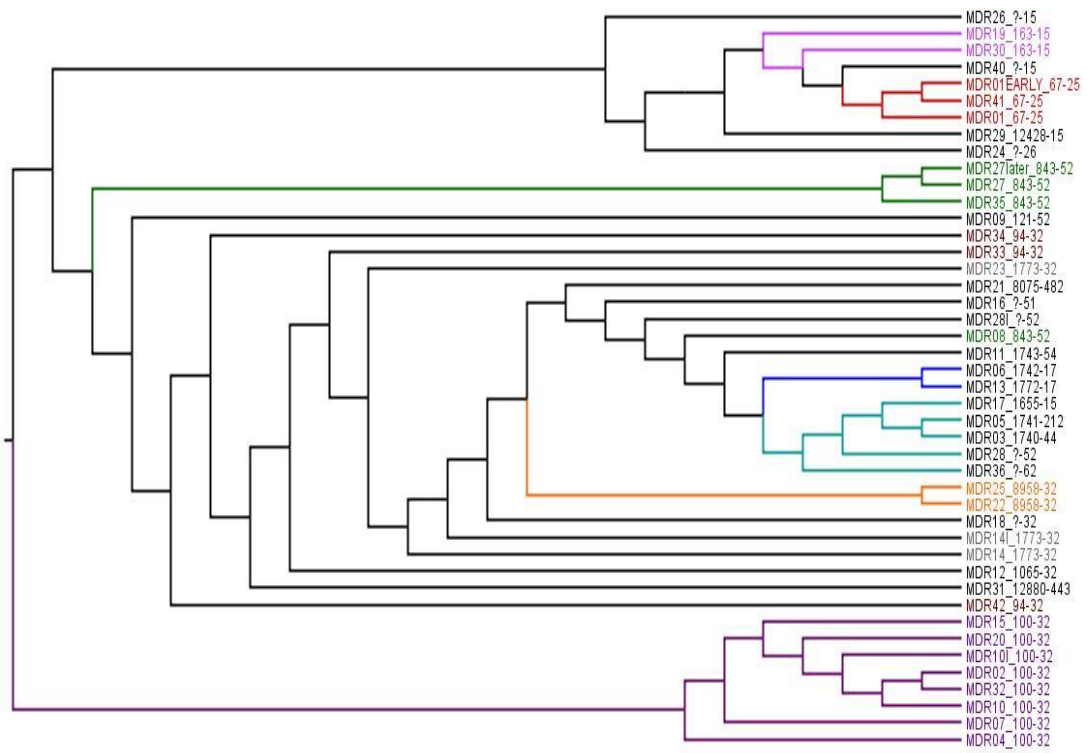 MDR26_?-15
MDR19_163-15
MDR30_163-15
MDR40_?-15
MDR01EARLY_67-25
MDR41_67-25
MDR01_67-25
MDR29_12428-15
MDR24_?-26
MDR27later_843-52
MDR27_843-52
MDR35_843-52
MDR09_121-52
MDR34_94-32
MDR33_94-32
MDR23_1773-32
MDR21_8075-482
MDR16_?-51
MDR28l_?-52
MDR08_843-52
MDR11_1743-54
MDR06_1742-17
MDR13_1772-17
MDR17_1655-15
MDR05_1741-212
MDR03_1740-44
MDR28_?-52
MDR36_?-62
MDR25_8958-32
MDR22_8958-32
MDR18_?-32
MDR14l_1773-32
MDR14_1773-32
MDR12_1065-32
MDR31_12880-443
MDR42_94-32
MDR15_100-32
MDR20_100-32
MDR10l_100-32
MDR02_100-32
MDR32_100-32
MDR10_100-32
MDR07_100-32
MDR04_100-32